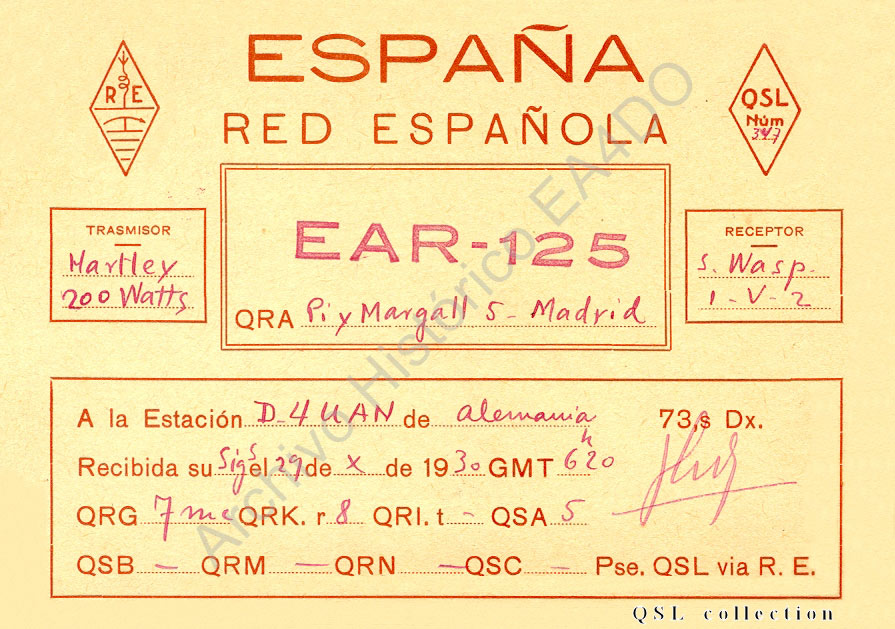 ESPAÑA
RED ESPAÑOLA
R E
QSL
Núm
347
TRASMISOR
Hartley
200 Watts
EAR-125
QRA Pi y Margall 5 - Madrid
RECEPTOR
S. Wasp.
1-V-2
A la Estación D-4UAN de alemania 73,s Dx.
Recibida su Sigs el 29 de X de 1930 GMT 6h20
QRG 7 mc QRK. r 8 QRI. t - QSA 5
QSB - QRM - QRN - QSC - Pse. QSL via R. E.
Archivo Histórico EA4DO
QSL collection